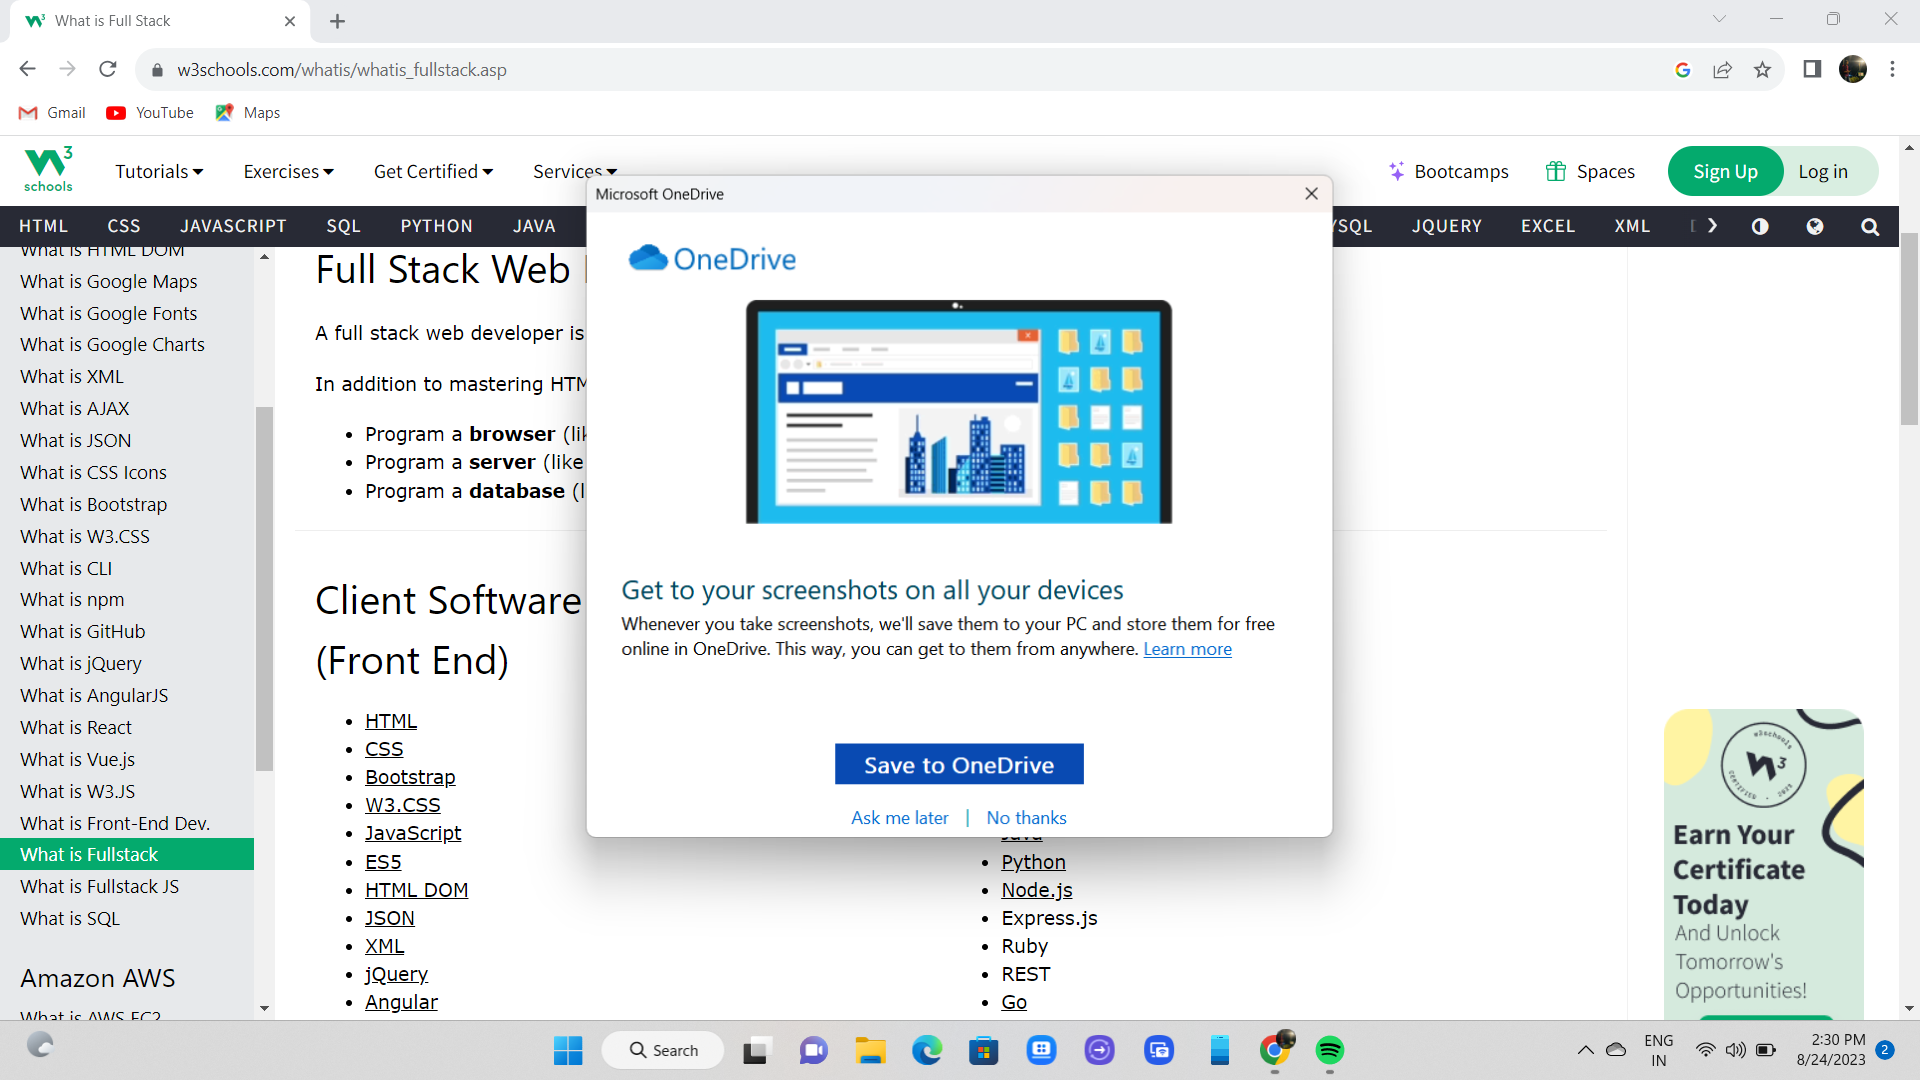 What is Full Stack
w3schools.com/whatis/whatis_fullstack.asp
Gmail YouTube Maps
3
schools
Tutorials Exercises Get Certified Services Bootcamps Spaces Sign Up Log in
HTML CSS JAVASCRIPT SQL PYTHON JAVA JQUERY EXCEL XML
What is HTML DOM
What is Google Maps
What is Google Fonts
What is Google Charts
What is XML
What is AJAX
What is JSON
What is CSS Icons
What is Bootstrap
What is W3.CSS
What is CLI
What is npm
What is GitHub
What is jQuery
What is AngularJS
What is React
What is Vue.js
What is W3.JS
What is Front-End Dev.
What is Fullstack
What is Fullstack JS
What is SQL
Amazon AWS
What is AWS EC2
Full Stack Web
A full stack web developer is
In addition to mastering HTM
• Program a browser (lik
• Program a server (like
• Program a database (l
Client Software
(Front End)
• HTML
• CSS
• Bootstrap
• W3.CSS
• JavaScript
• ES5
• HTML DOM
• JSON
• XML
• jQuery
• Angular
Java
• Python
• Node.js
• Express.js
• Ruby
• REST
• Go
Microsoft OneDrive
OneDrive
Get to your screenshots on all your devices
Whenever you take screenshots, we'll save them to your PC and store them for free
online in OneDrive. This way, you can get to them from anywhere. Learn more
Save to OneDrive
Ask me later | No thanks
Earn Your
Certificate
Today
And Unlock
Tomorrow's
Opportunities!
Search
ENG
IN
2:30 PM
8/24/2023
2